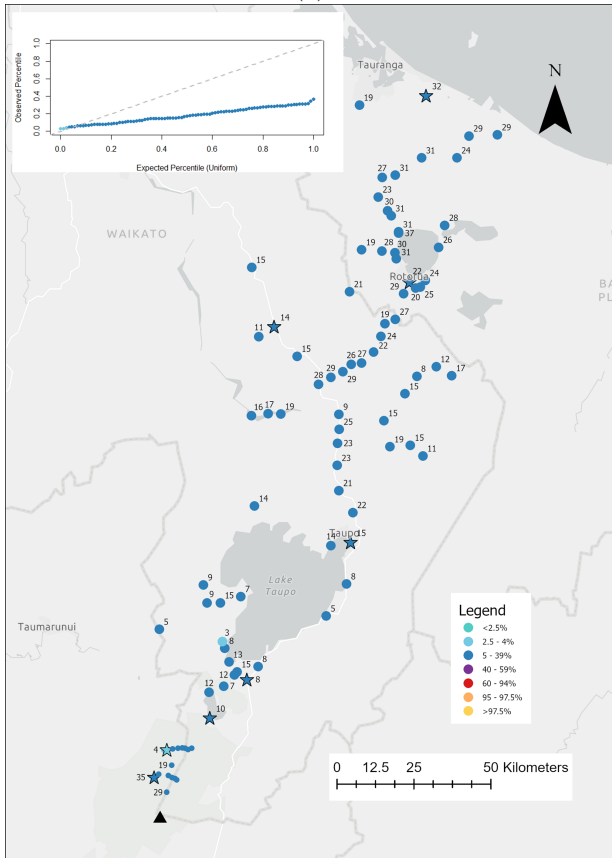 1.0
0.8
0.6
0.4
0.2
0.0
Observed Percentile
0.0 0.2 0.4 0.6 0.8 1.0
Expected Percentile (Uniform)
Tauranga
N
32
19
29 29
31 24
27 31
23
30
31
WAIKATO
28
31
37
26
19 28 30
31
15
22 24
Rotorua
21 29 20 25
BA
PL
14
19 27
11
24
15
22
26 27
12
28 29 29
8 17
15
16 17 19
9
15
25
23
19 15
11
23
21
14
22
Taupo 15
14
Lake
Taupo
9
7
8
9 15
5
5
Taumarunui
3
8
13
8
15
12
8
12 7
10
4
19
35
29
Legend
<2.5%
2.5 - 4%
5 - 39%
40 - 59%
60 - 94%
95 - 97.5%
>97.5%
0 12.5 25 50 Kilometers